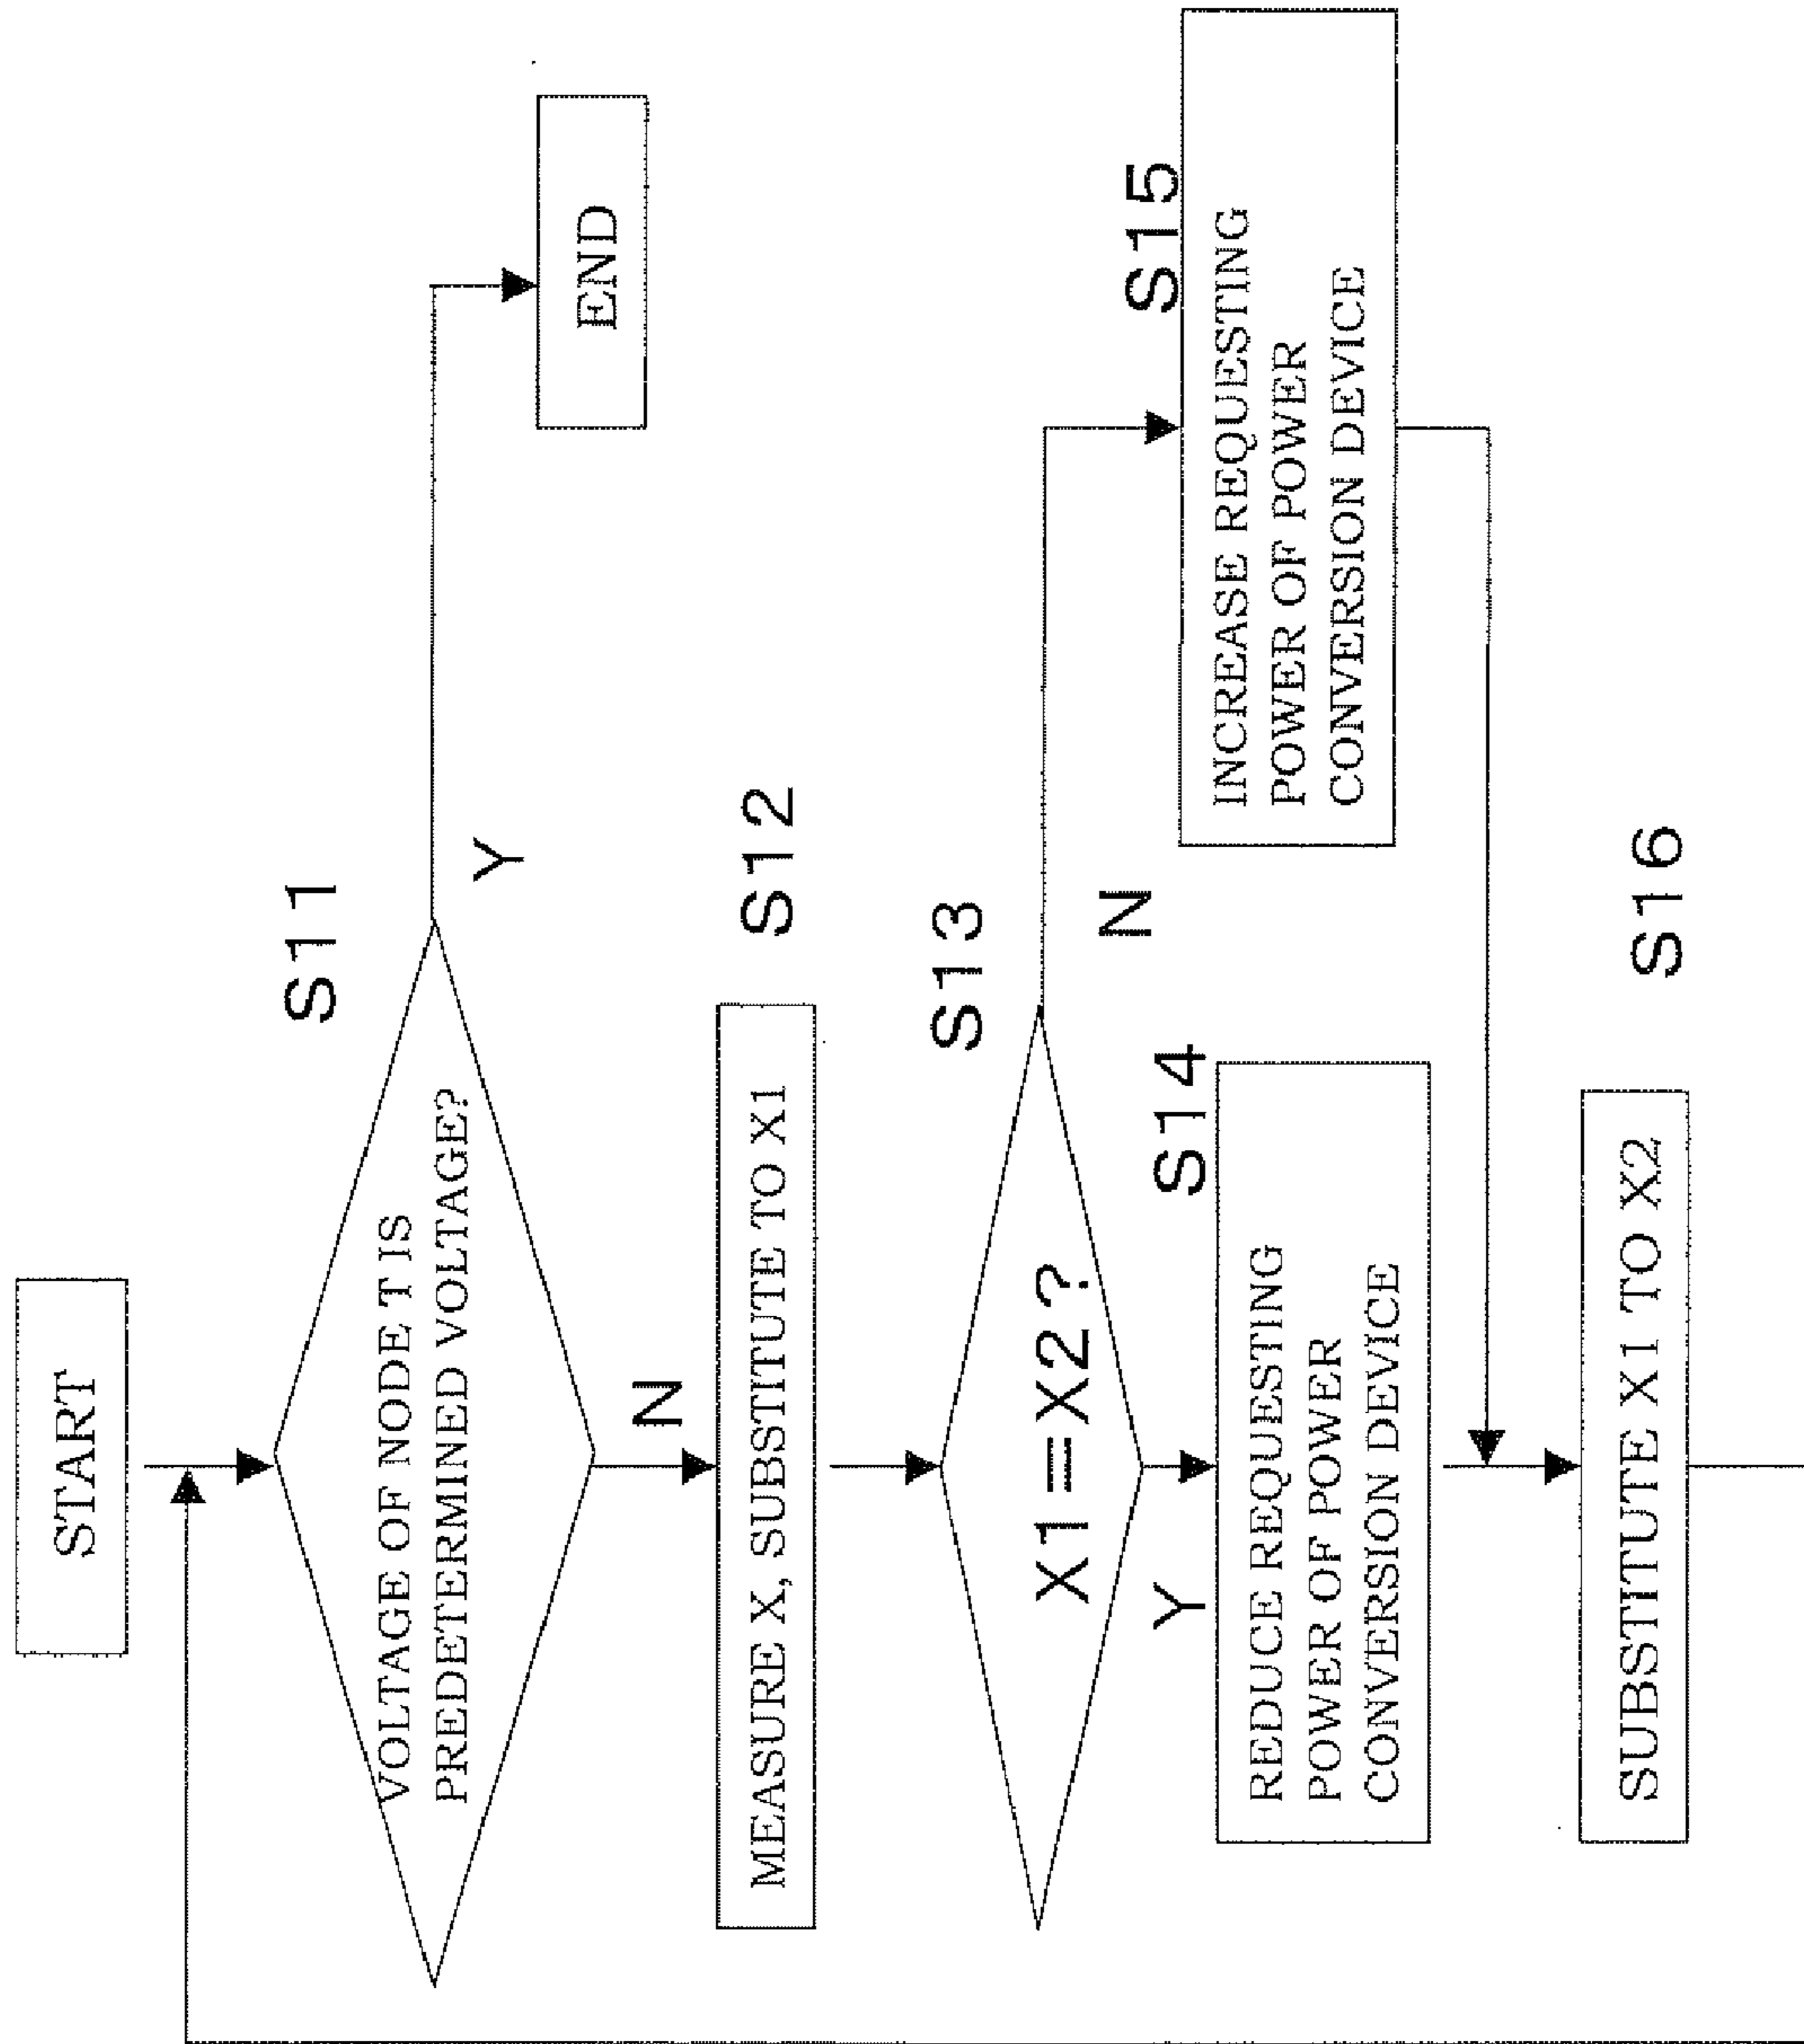 START
S11
VOLTAGE OF NODE T IS
PREDETERMINED VOLTAGE?
Y
END
N
S12
MEASURE X, SUBSTITUTE TO X1
S13
X1=X2?
N
Y
S14
REDUCE REQUESTING
POWER OF POWER
CONVERSION DEVICE
S15
INCREASE REQUESTING
POWER OF POWER
CONVERSION DEVICE
S16
SUBSTITUTE X1 TO X2